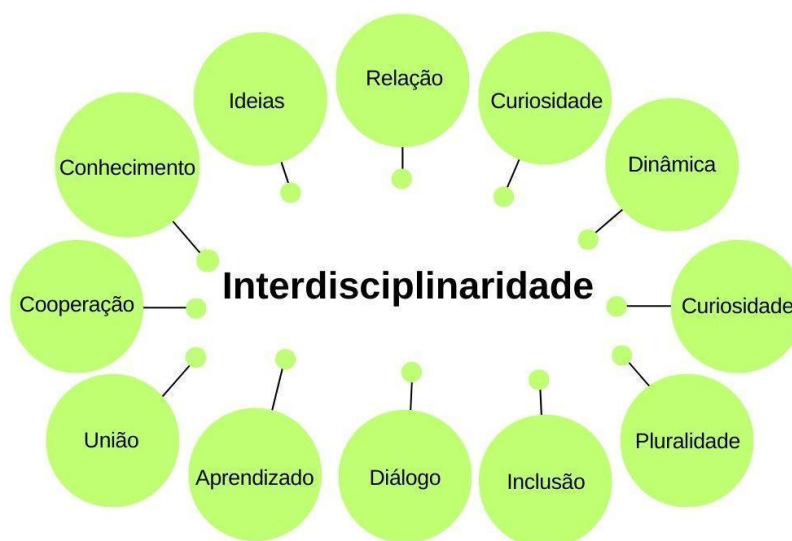 Relação
Ideias
Curiosidade
Conhecimento
Dinâmica
Interdisciplinaridade
Cooperação
Curiosidade
União
Pluralidade
Aprendizado
Diálogo
Inclusão